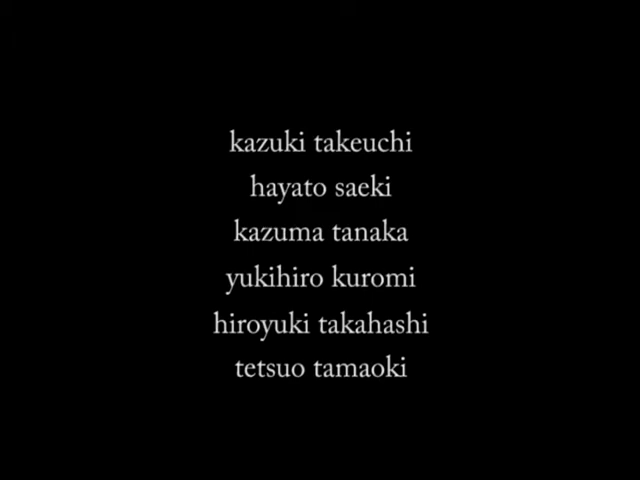 kazuki takeuchi
hayato saeki
kazuma tanaka
yukihiro kuromi
hiroyuki takahashi
tetsuo tamaoki